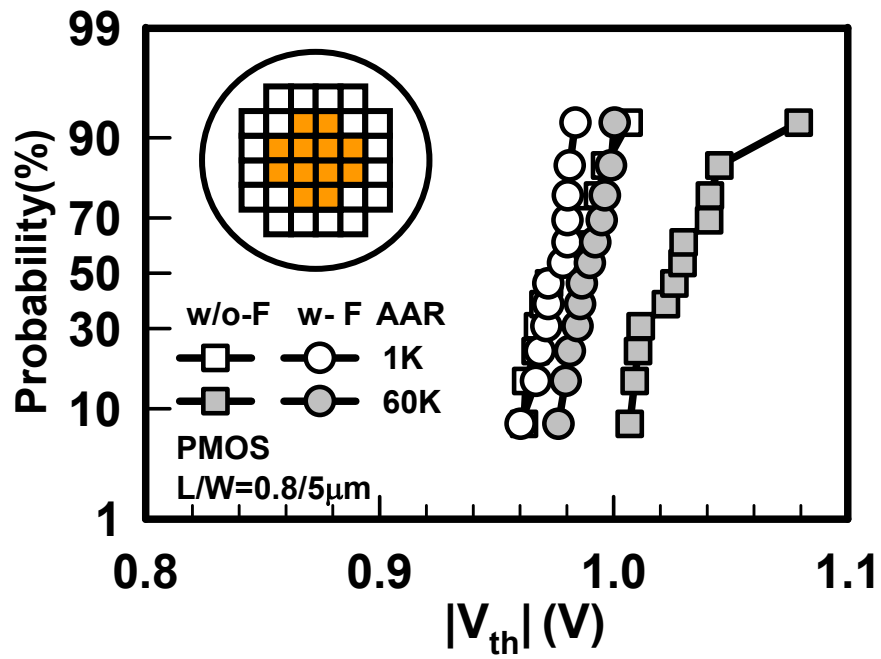 99
90
70
50
30
10
1
Probability(%)
w/o-F w- F AAR
1K
60K
PMOS
L/W=0.8/5μm
0.8 0.9 1.0 1.1
|Vth| (V)